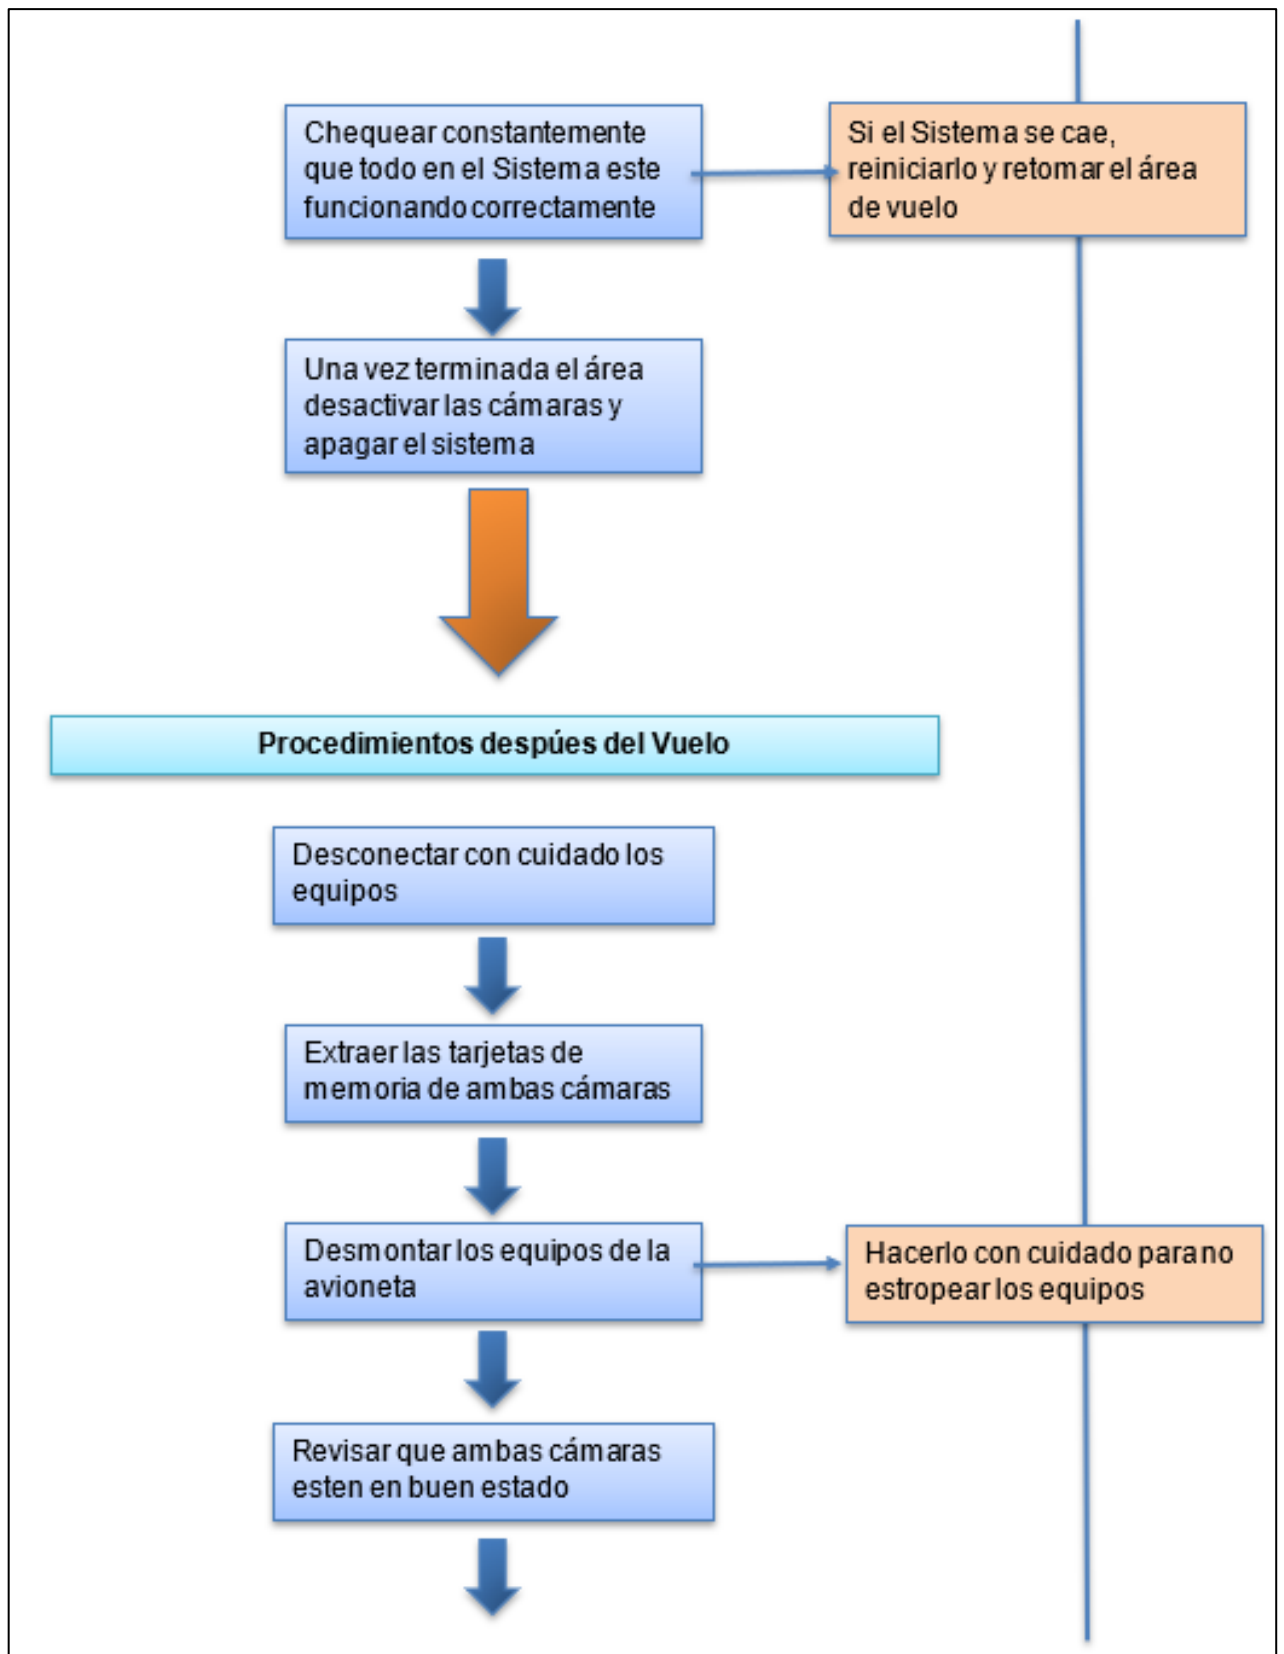 Chequear constantemente
que todo en el Sistema este
funcionando correctamente
Si el Sistema se cae,
reiniciarlo y retomar el área
de vuelo
Una vez terminada el área
desactivar las cámaras y
apagar el sistema
Procedimientos despúes del Vuelo
Desconectar con cuidado los
equipos
Extraer las tarjetas de
memoria de ambas cámaras
Desmontar los equipos de la
avioneta
Hacerlo con cuidado para no
estropear los equipos
Revisar que ambas cámaras
esten en buen estado